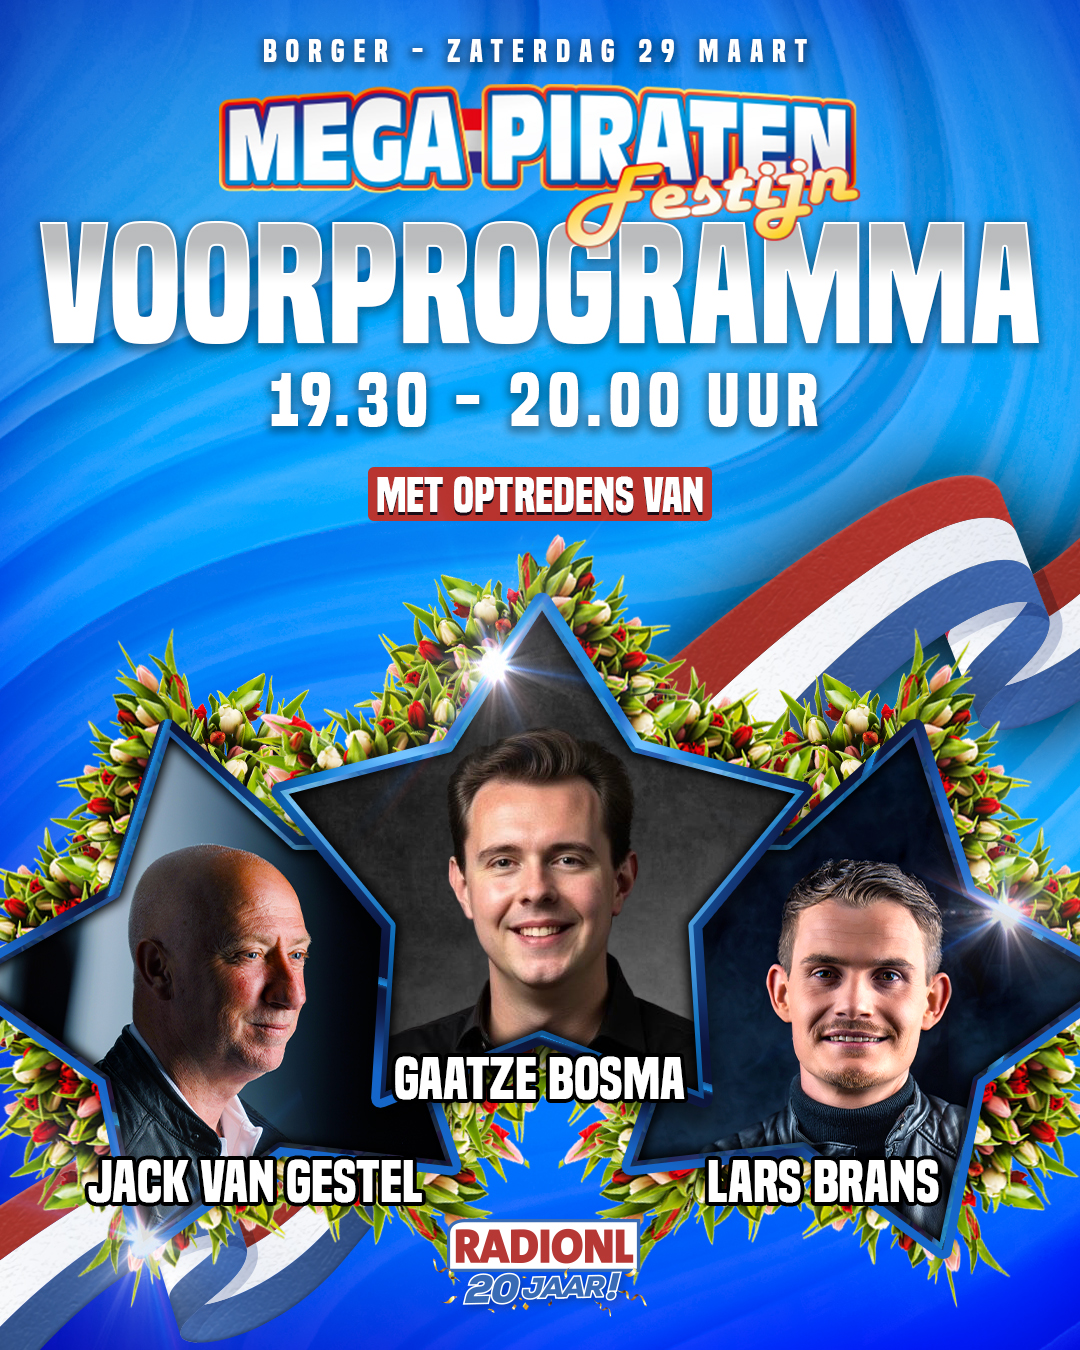 BORGER - ZATERDAG 29 MAART
MEGA PIRATEN
Festijn
VOORPROGRAMMA
19.30 - 20.00 UUR
MET OPTREDENS VAN
GAATZE BOSMA
JACK VAN GESTEL
LARS BRANS
RADIONL
20 JAAR!